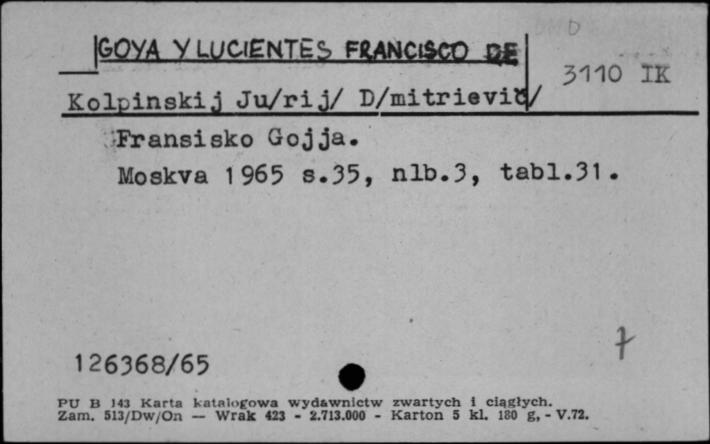 GOYA Y LUCIENTES FRANCISCO DE
3110 IK
Kolpinskij Ju/rij/ D/mitrievič/
Fransisko Gojja.
Moskva 1965 s.35, nlb.3, tabl.31.
7
126368/65
PU B 143 Karta katalogowa wydawnictw zwartych i ciągłych.
Zam. 513/Dw/On — Wrak 423 - 2.713.000 - Karton 5 kl. 180 g, - V.72.